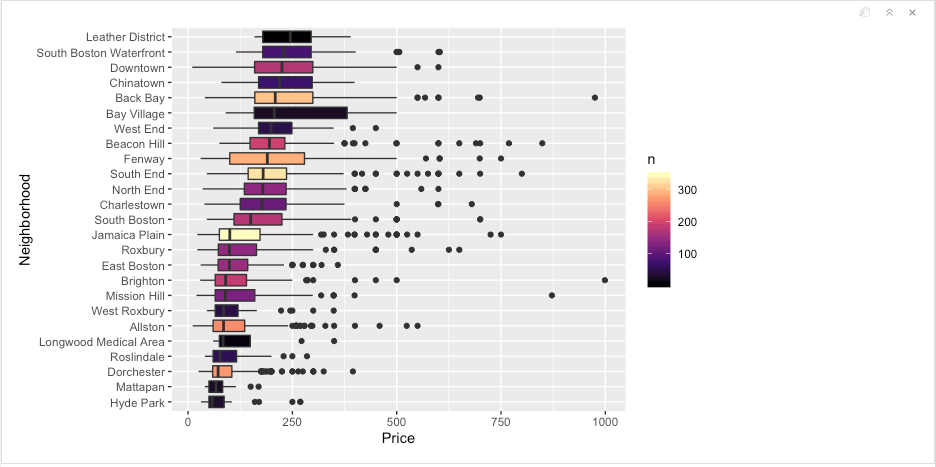 Neighborhood
Leather District
South Boston Waterfront
Downtown
Chinatown
Back Bay
Bay Village
West End
Beacon Hill
Fenway
South End
North End
Charlestown
South Boston
Jamaica Plain
Roxbury
East Boston
Brighton
Mission Hill
West Roxbury
Allston
Longwood Medical Area
Roslindale
Dorchester
Mattapan
Hyde Park
0 250 500 750 1000
Price
n
300
200
100